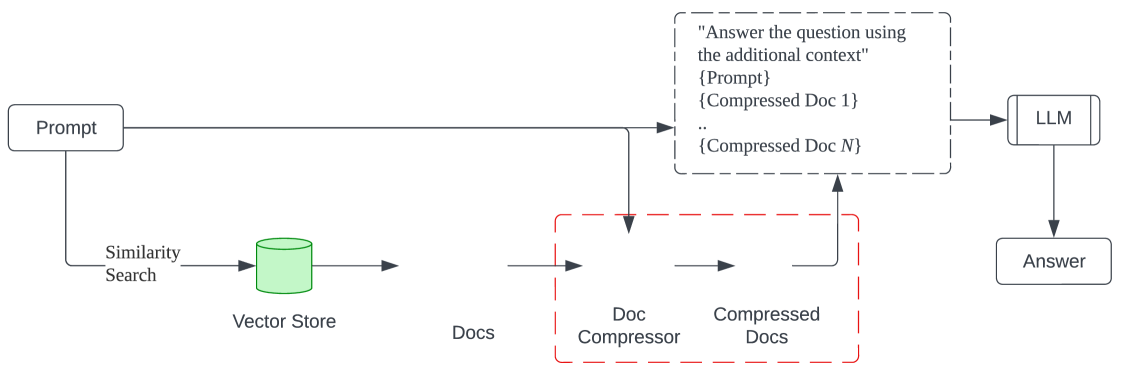 "Answer the question using
the additional context"
{Prompt}
{Compressed Doc 1}
..
{Compressed Doc N}
Prompt
LLM
Similarity
Search
Answer
Vector Store
Docs
Doc
Compressor
Compressed
Docs